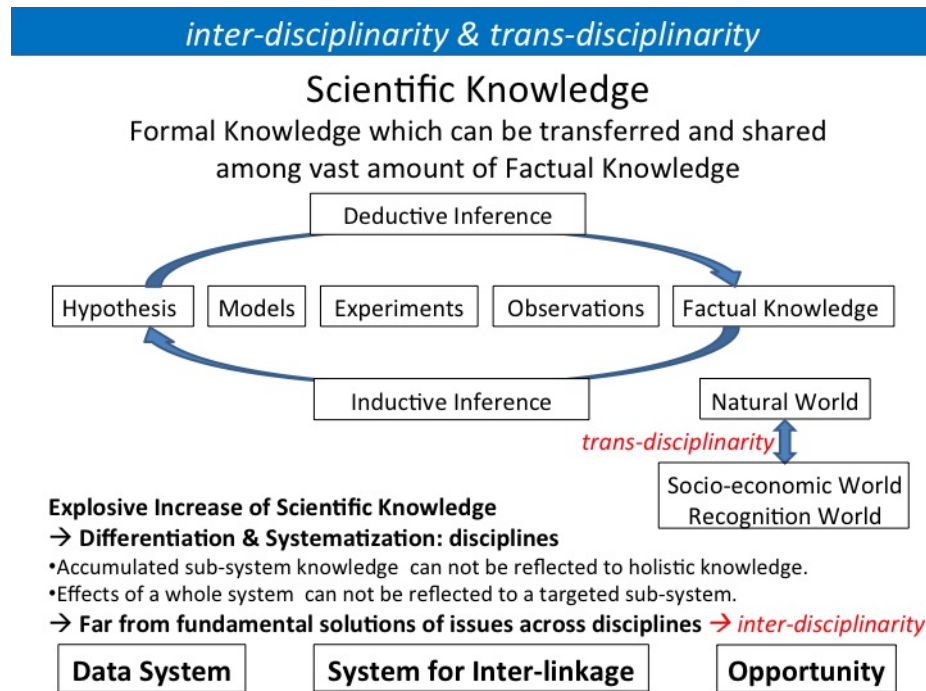 inter-disciplinarity & trans-disciplinarity
Scientific Knowledge
Formal Knowledge which can be transferred and shared
among vast amount of Factual Knowledge
Deductive Inference
Hypothesis Models Experiments Observations Factual Knowledge
Inductive Inference
Natural World
trans-disciplinarity
Socio-economic World
Recognition World
Explosive Increase of Scientific Knowledge
→ Differentiation & Systematization: disciplines
•Accumulated sub-system knowledge can not be reflected to holistic knowledge.
•Effects of a whole system can not be reflected to a targeted sub-system.
→ Far from fundamental solutions of issues across disciplines → inter-disciplinarity
Data System System for Inter-linkage Opportunity